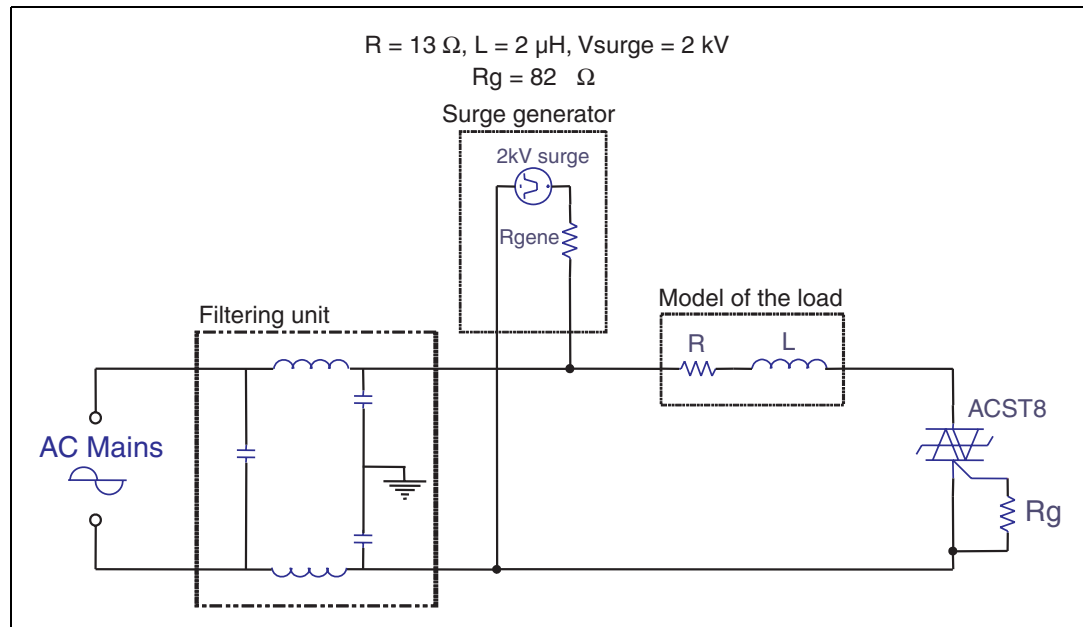 R = 13 Ω, L = 2 µH, Vsurge = 2 kV
Rg = 82 Ω
Surge generator
2kV surge
Rgene
Filtering unit
Model of the load
R
L
ACST8
AC Mains
Rg